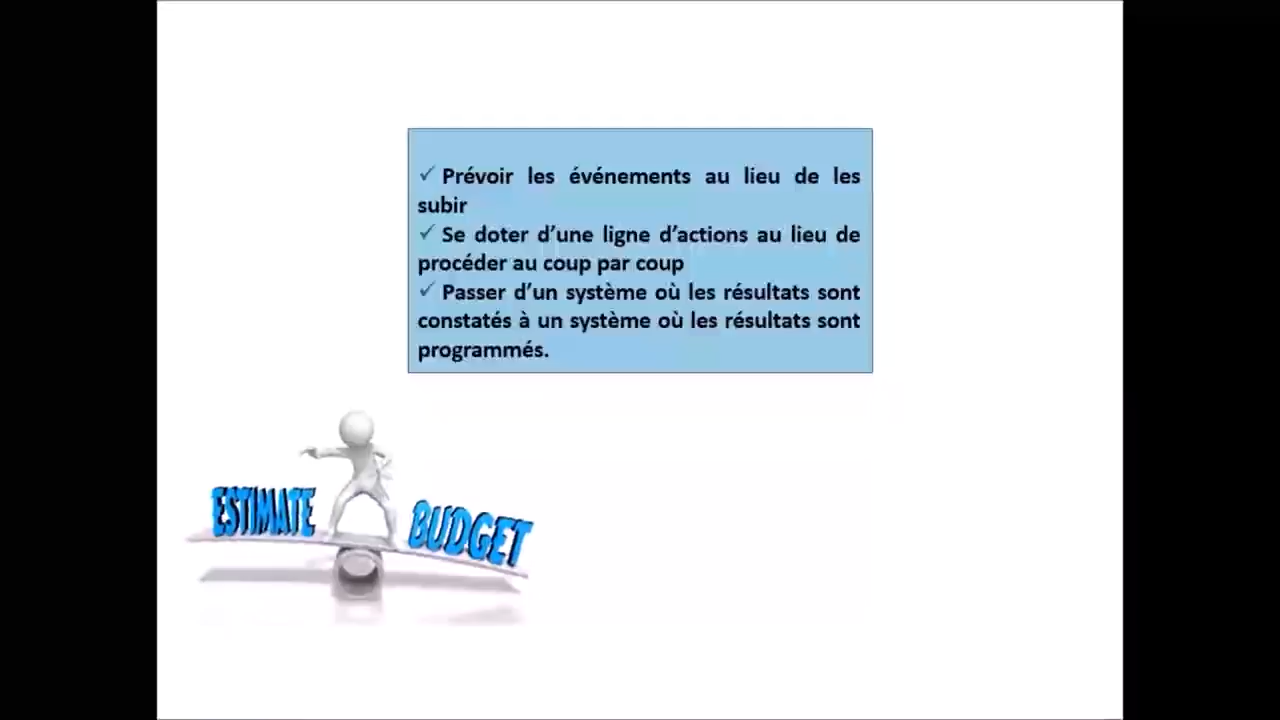 ✓ Prévoir les événements au lieu de les
subir
✓ Se doter d’une ligne d’actions au lieu de
procéder au coup par coup
✓ Passer d’un système où les résultats sont
constatés à un système où les résultats sont
programmés.
ESTIMATE
BUDGET